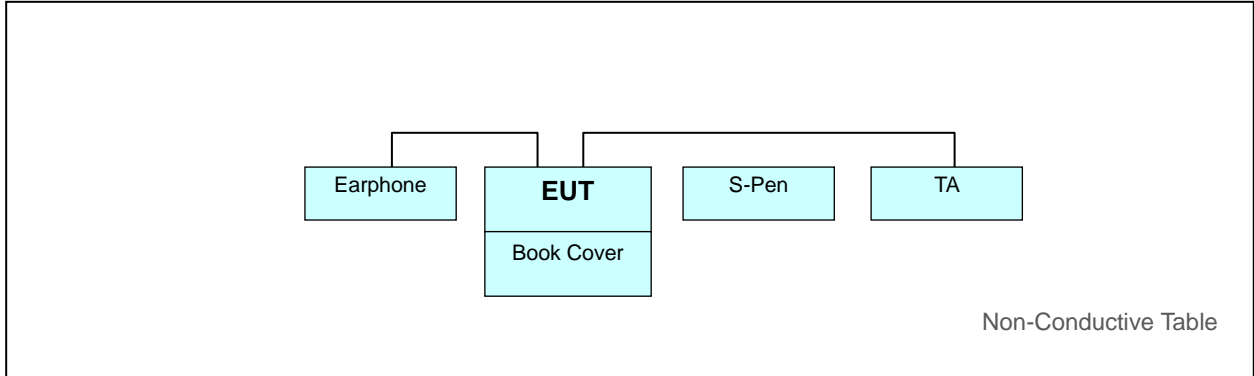 Earphone
EUT
S-Pen
TA
Book Cover
Non-Conductive Table